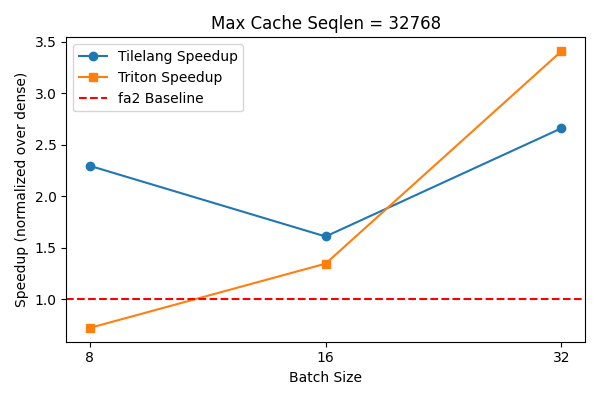 Max Cache Seqlen = 32768
Tilelang Speedup
Triton Speedup
fa2 Baseline
Speedup (normalized over dense)
3.5
3.0
2.5
2.0
1.5
1.0
8
16
32
Batch Size